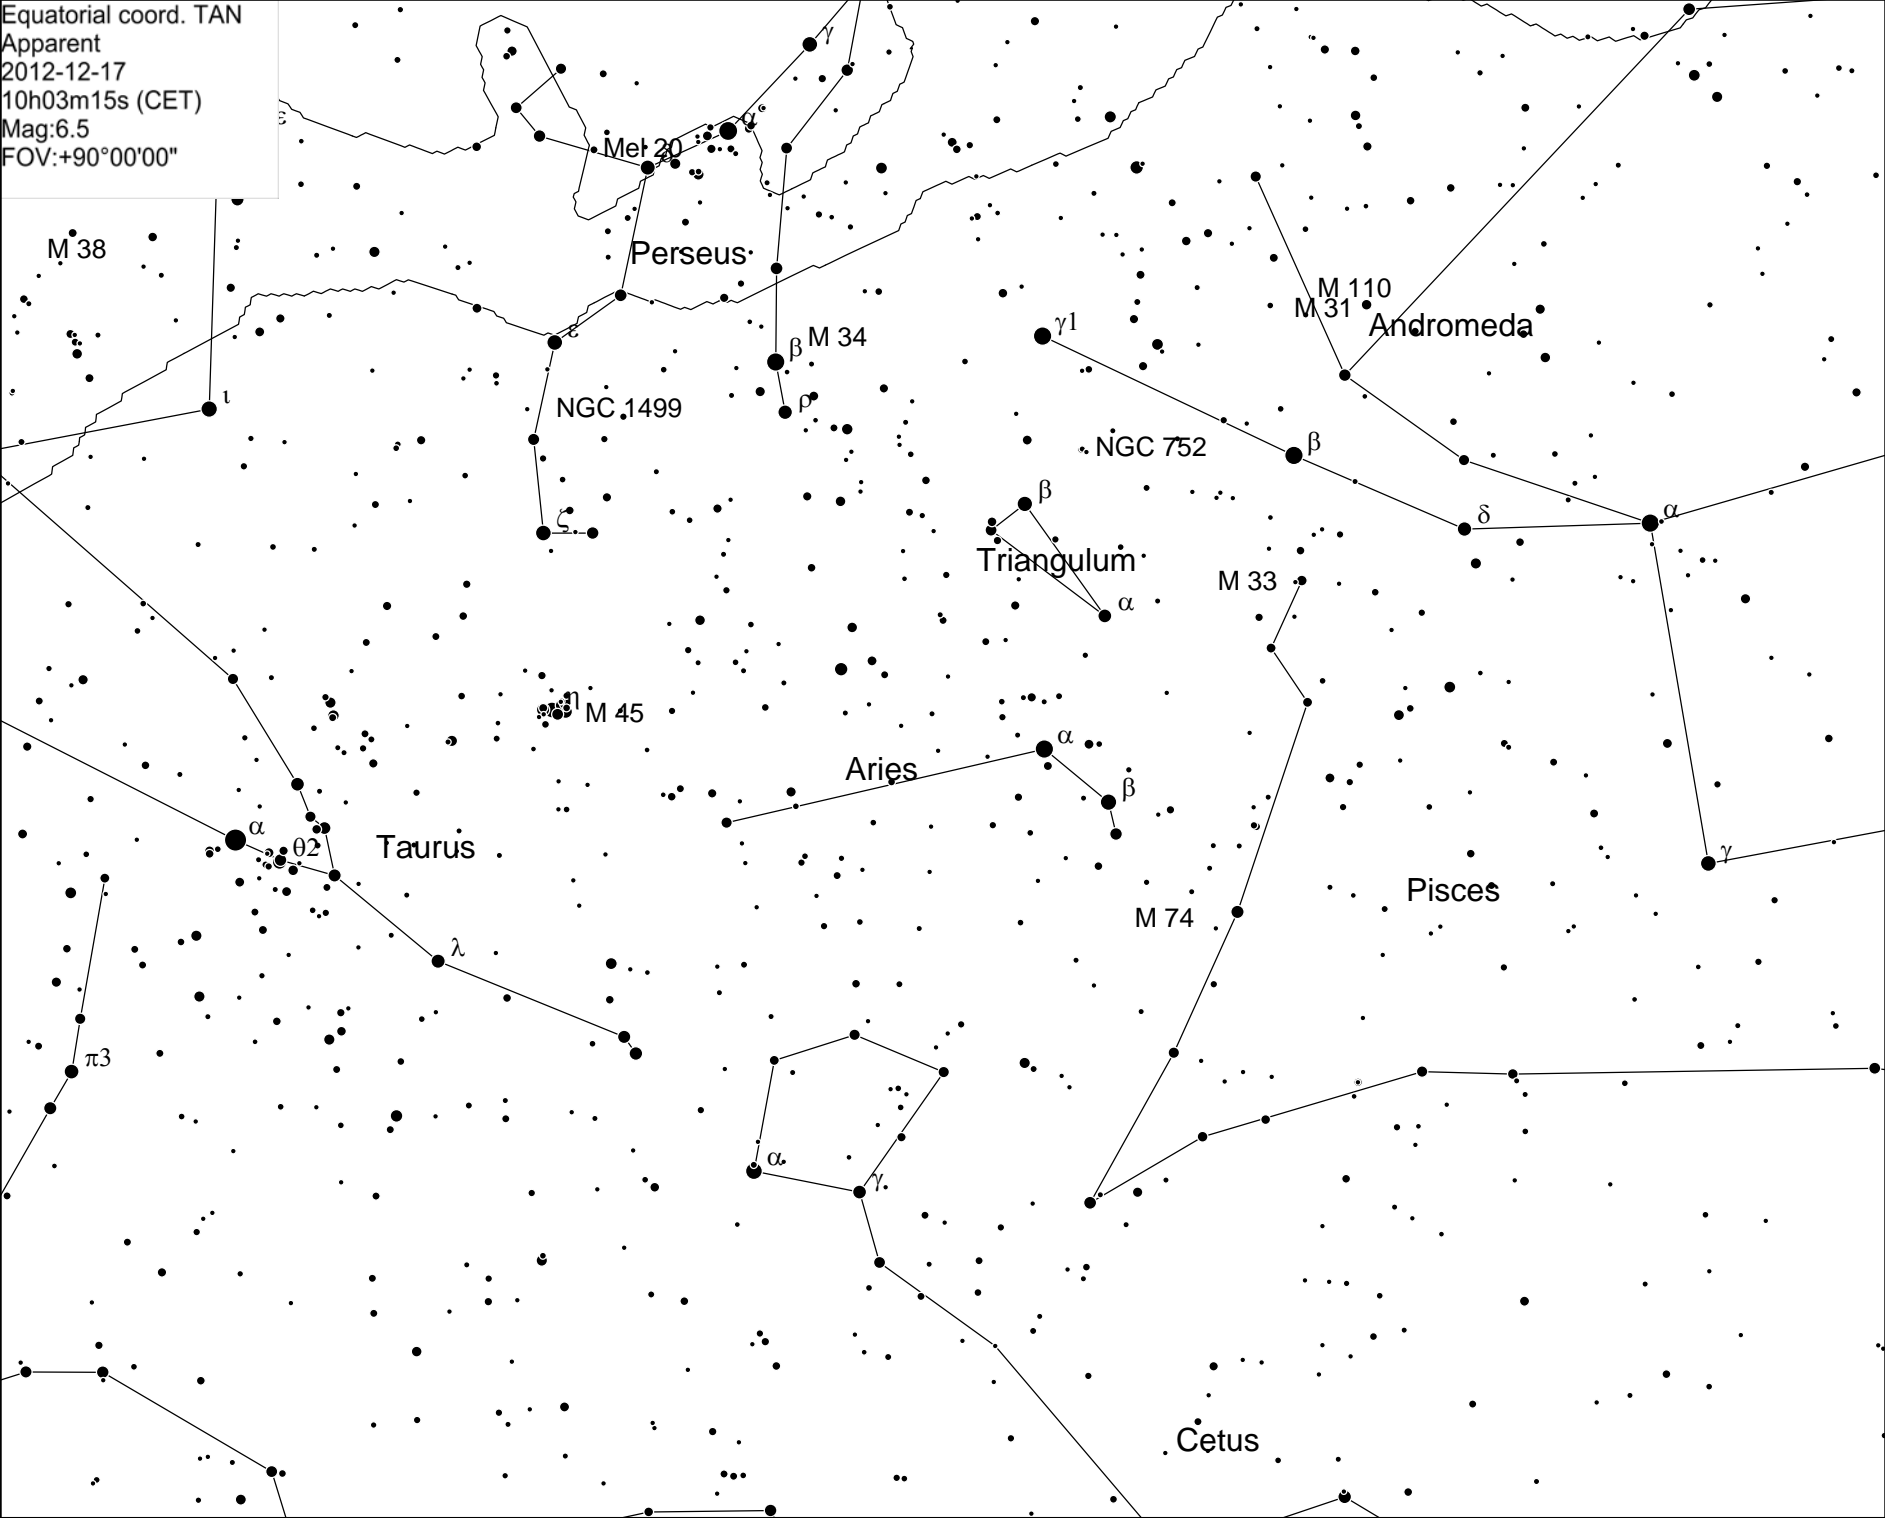 Equatorial coord. TAN
Apparent
2012-12-17
10h03m15s (CET)
Mag:6.5
FOV:+90°00'00"
γ
ε
α
Mel 20
δ
M 38
Perseus
M 110
M 31
Andromeda
γ1
ε
β
M 34
ι
ρ
NGC 1499
β
NGC 752
β
δ
α
ζ
Triangulum
M 33
α
η
M 45
α
Aries
β
α
θ2
Taurus
γ
Pisces
M 74
λ
π3
α
γ
Cetus